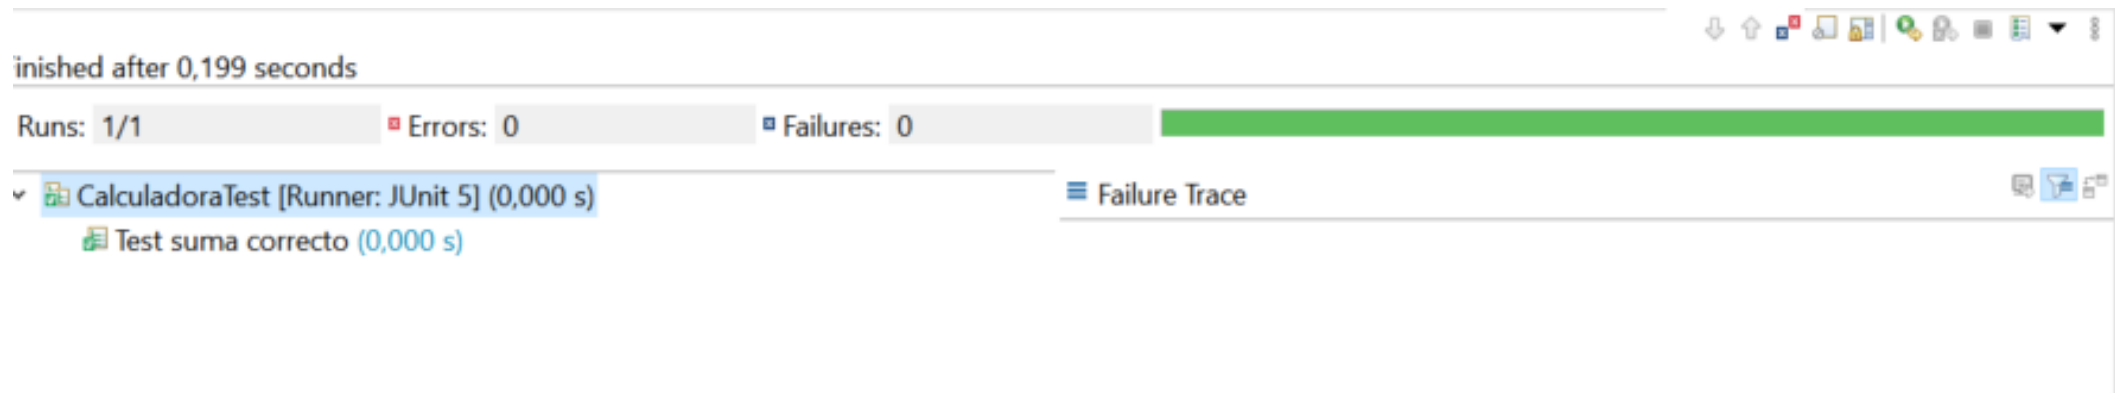 inished after 0,199 seconds
Runs: 1/1 Errors: 0 Failures: 0
CalculadoraTest [Runner: JUnit 5] (0,000 s)
Failure Trace
Test suma correcto (0,000 s)